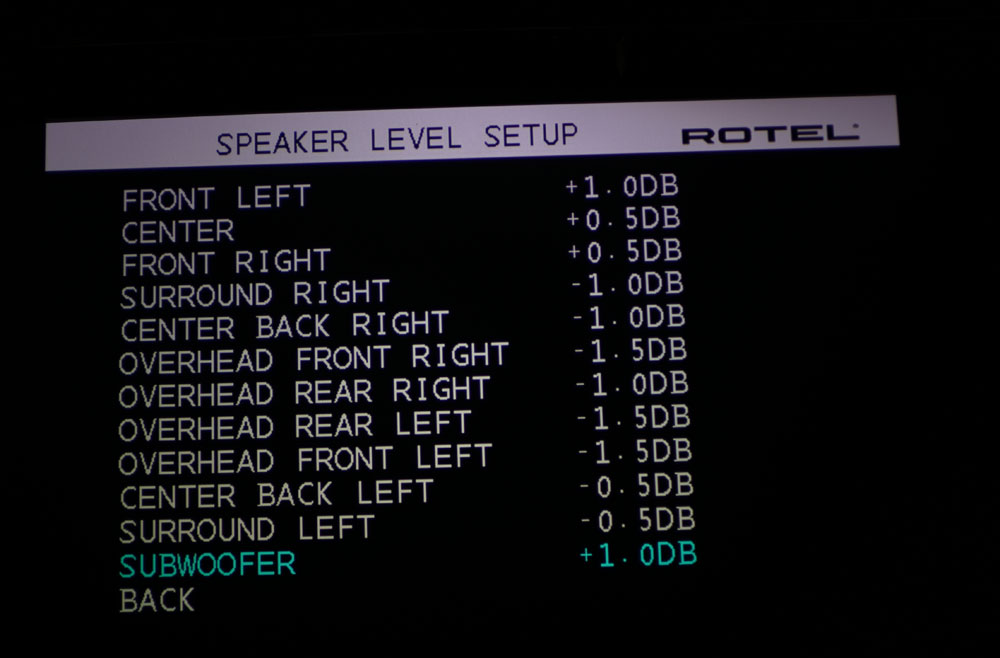 SPEAKER LEVEL SETUP ROTEL
FRONT LEFT +1.0DB
CENTER +0.5DB
FRONT RIGHT +0.5DB
SURROUND RIGHT -1.0DB
CENTER BACK RIGHT -1.0DB
OVERHEAD FRONT RIGHT -1.5DB
OVERHEAD REAR RIGHT -1.0DB
OVERHEAD REAR LEFT -1.5DB
OVERHEAD FRONT LEFT -1.5DB
CENTER BACK LEFT -0.5DB
SURROUND LEFT -0.5DB
SUBWOOFER +1.0DB
BACK